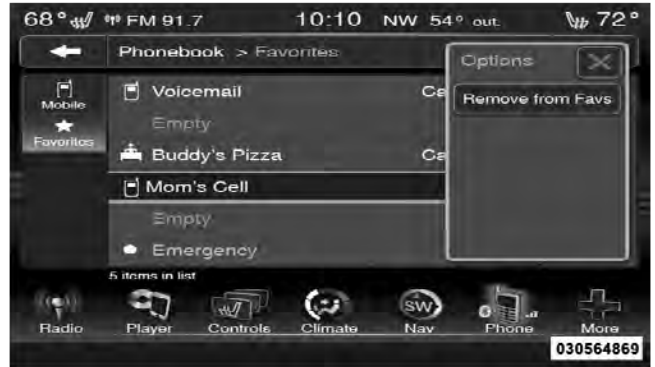 68° FM 91.7 10:10 NW 54° out 72°
Phonebook > Favorites
Options
Mobile
Voicemail Ca
Remove from Favs
Empty
Favorites
Buddy's Pizza Ca
Mom's Cell
Empty
Emergency
5 items in list
SW
Radio Player Controls Climate Nav Phone More
030564869